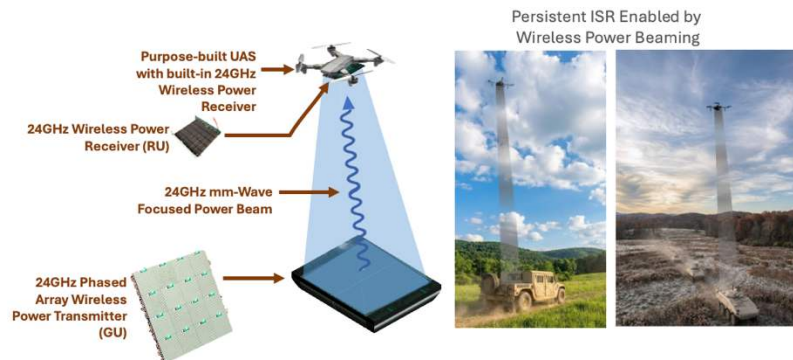 Persistent ISR Enabled by
Wireless Power Beaming
Purpose-built UAS
with built-in 24GHz
Wireless Power
Receiver
24GHz Wireless Power
Receiver (RU)
24GHz mm-Wave
Focused Power Beam
24GHz Phased
Array Wireless
Power Transmitter
(GU)